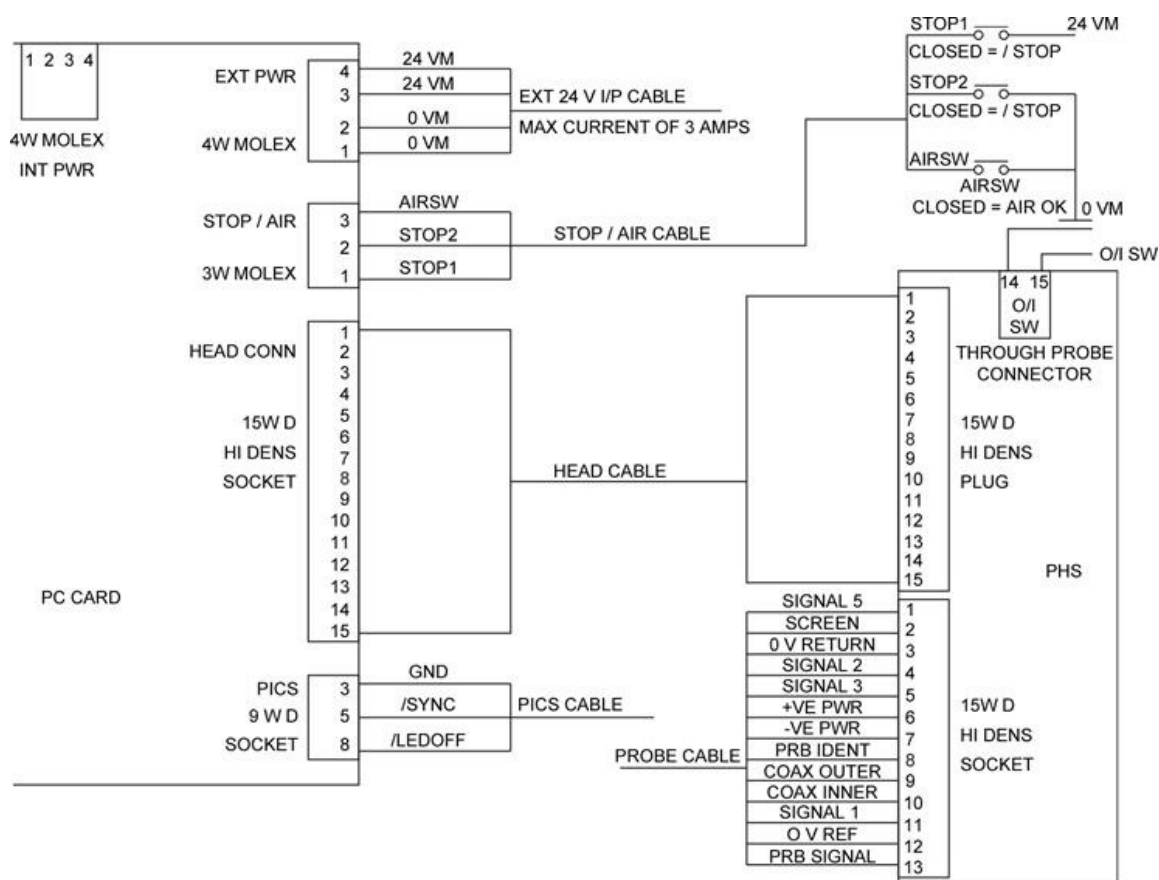 1 2 3 4
4W MOLEX
INT PWR
EXT PWR
4W MOLEX
4
3
2
1
24 VM
24 VM
0 VM
0 VM
EXT 24 V I/P CABLE
MAX CURRENT OF 3 AMPS
STOP / AIR
3W MOLEX
3
2
1
AIRSW
STOP2
STOP1
STOP / AIR CABLE
STOP1
24 VM
CLOSED = / STOP
STOP2
CLOSED = / STOP
AIRSW
AIRSW
CLOSED = AIR OK
0 VM
O/I SW
14 15
O/I
SW
THROUGH PROBE
CONNECTOR
HEAD CONN
15W D
HI DENS
SOCKET
1
2
3
4
5
6
7
8
9
10
11
12
13
14
15
HEAD CABLE
1
2
3
4
5
6
7
8
9
10
11
12
13
14
15
15W D
HI DENS
PLUG
PHS
PC CARD
PICS
9 W D
SOCKET
3
5
8
GND
/SYNC
/LEDOFF
PICS CABLE
PROBE CABLE
SIGNAL 5
SCREEN
0 V RETURN
SIGNAL 2
SIGNAL 3
+VE PWR
-VE PWR
PRB IDENT
COAX OUTER
COAX INNER
SIGNAL 1
O V REF
PRB SIGNAL
1
2
3
4
5
6
7
8
9
10
11
12
13
15W D
HI DENS
SOCKET